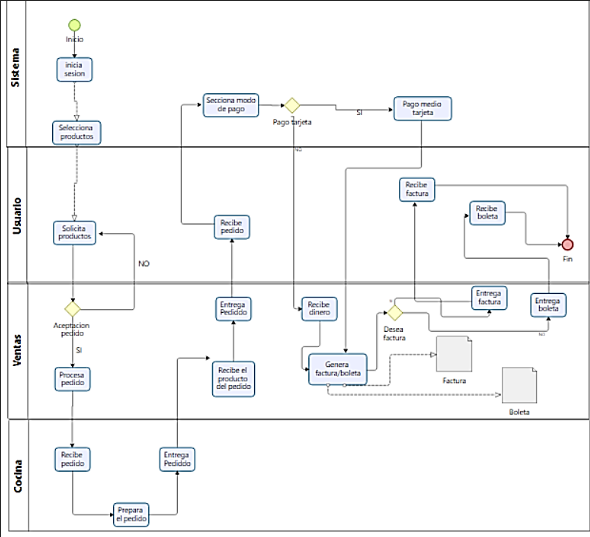 Sistema
Inicio
inicia
sesion
Selecciona
productos
Secciona modo
de pago
Pago tarjeta
SI
Pago medio
tarjeta
NO
Usuario
Solicita
productos
NO
Recibe
pedido
Recibe
factura
Recibe
boleta
Fin
Ventas
Aceptacion
pedido
SI
Procesa
pedido
Entrega
Pediddo
Recibe el
producto
del pedido
Recibe
dinero
Genera
factura/boleta
Desea
factura
Entrega
factura
Entrega
boleta
NO
Factura
Boleta
Cocina
Recibe
pedido
Prepara
el pedido
Entrega
Pediddo